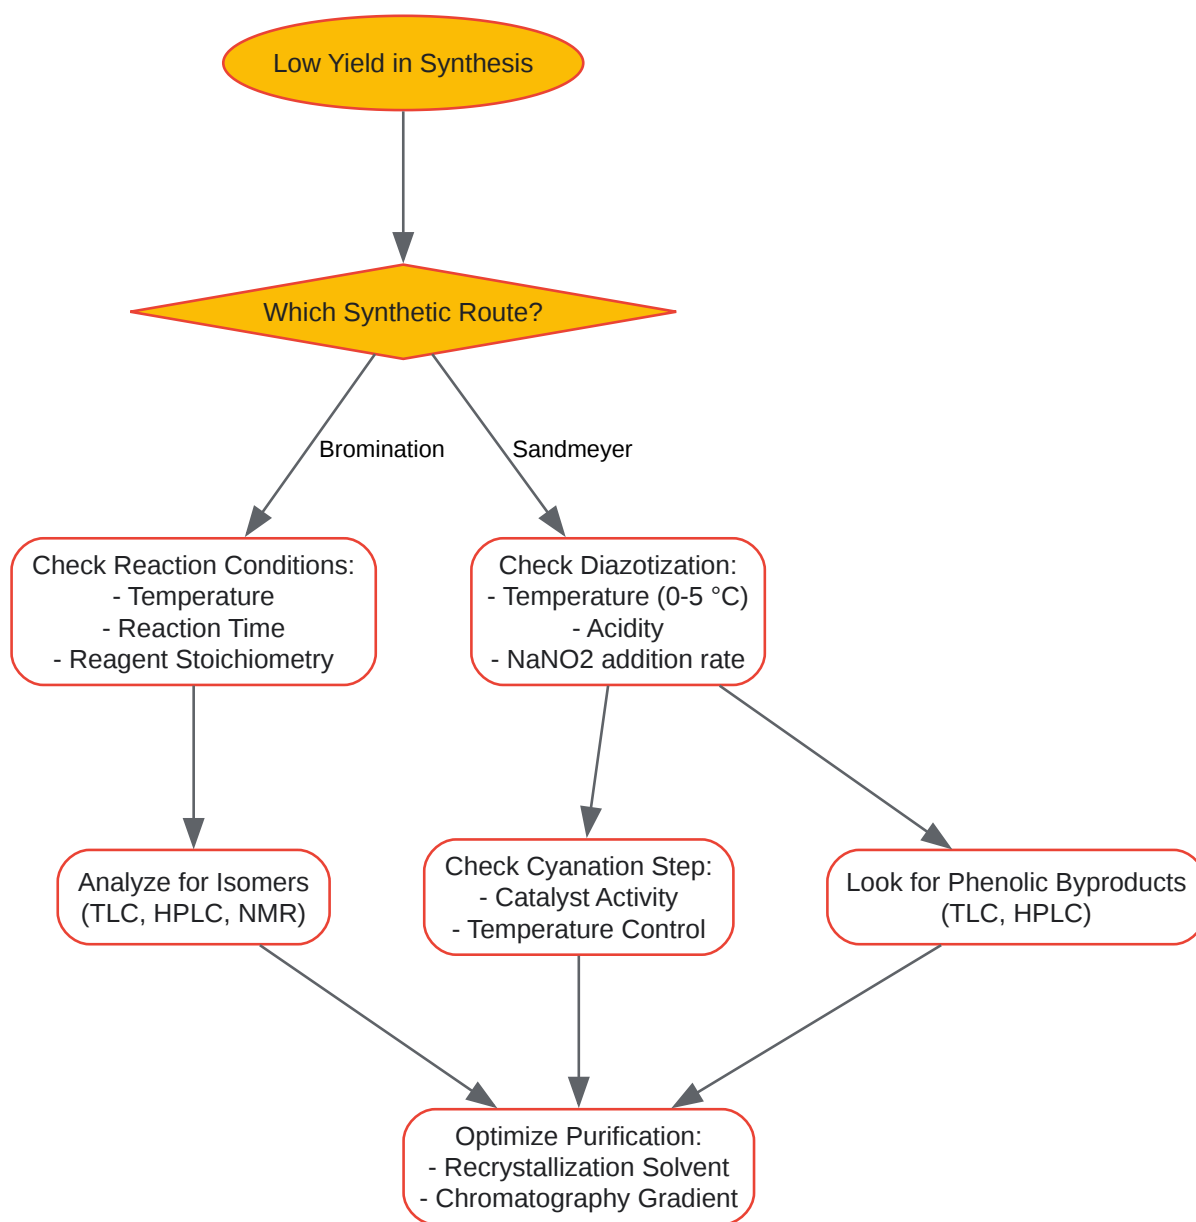 Low Yield in Synthesis
Which Synthetic Route?
Bromination
Sandmeyer
Check Reaction Conditions:
- Temperature
- Reaction Time
- Reagent Stoichiometry
Check Diazotization:
- Temperature (0-5 °C)
- Acidity
- NaNO2 addition rate
Analyze for Isomers
(TLC, HPLC, NMR)
Check Cyanation Step:
- Catalyst Activity
- Temperature Control
Look for Phenolic Byproducts
(TLC, HPLC)
Optimize Purification:
- Recrystallization Solvent
- Chromatography Gradient